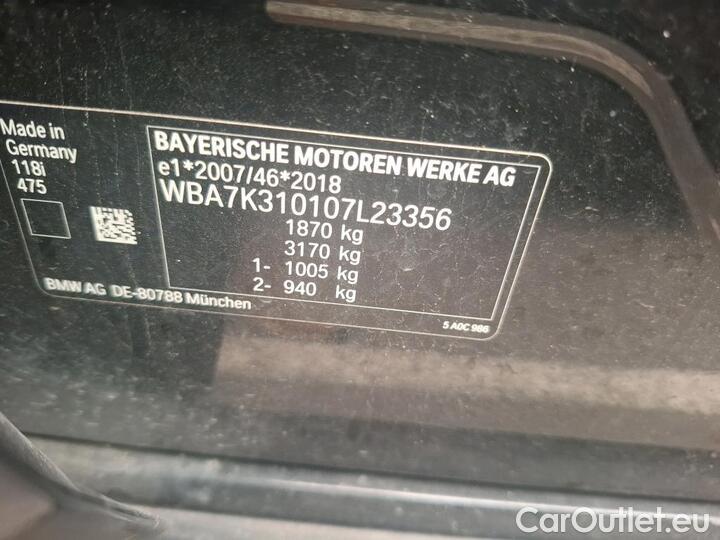 Made in
Germany
118i
475
BAYERISCHE MOTOREN WERKE AG
e1*2007/46*2018
WBA7K310107L23356
1870 kg
3170 kg
1- 1005 kg
2- 940 kg
BMW AG DE-80788 München
5 A0C 986
CarOutlet.eu